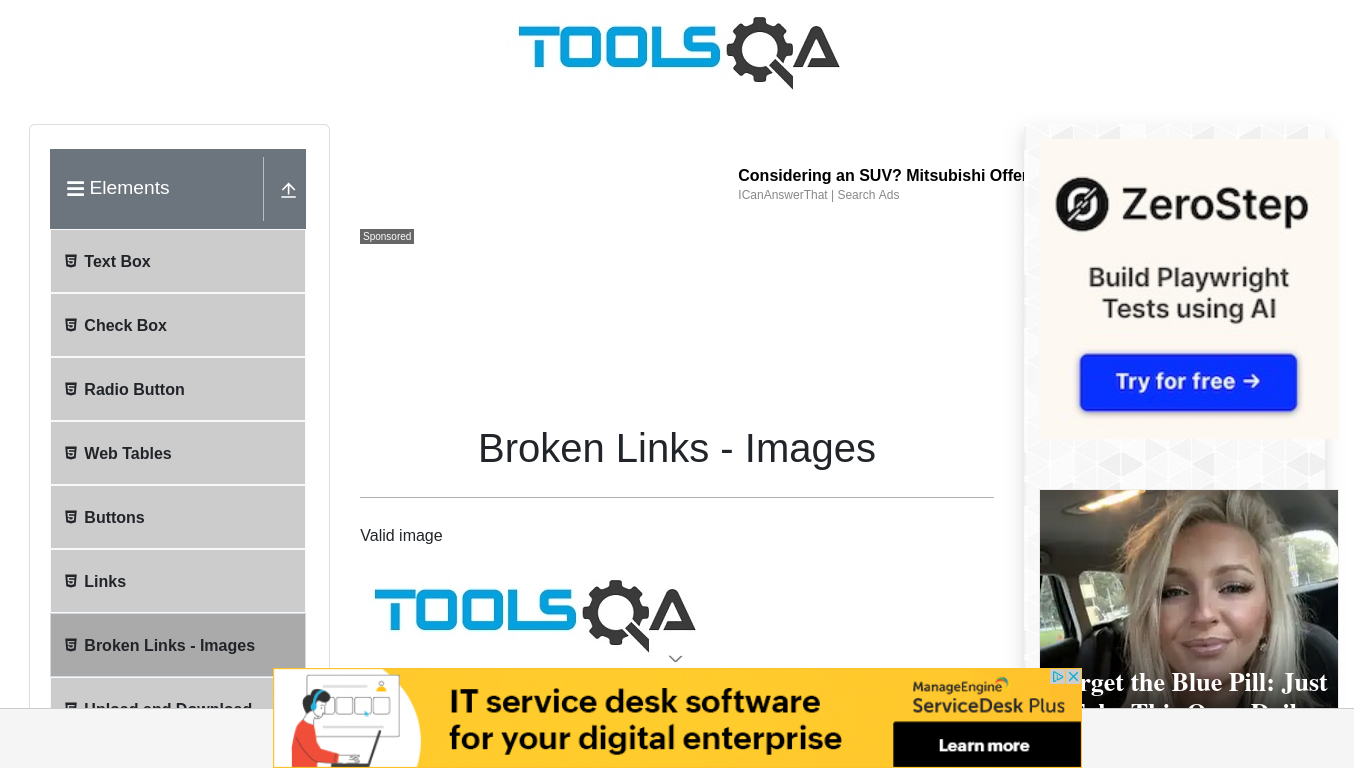 TOOLSQA
Elements
Text Box
Check Box
Radio Button
Web Tables
Buttons
Links
Broken Links - Images
Upload and Download
Considering an SUV? Mitsubishi Offer
ICanAnswerThat | Search Ads
Sponsored
Broken Links - Images
Valid image
TOOLSQA
ZeroStep
Build Playwright
Tests using AI
Try for free →
the Blue Pill: Just
IT service desk software
for your digital enterprise
ManageEngine
ServiceDesk Plus
Learn more